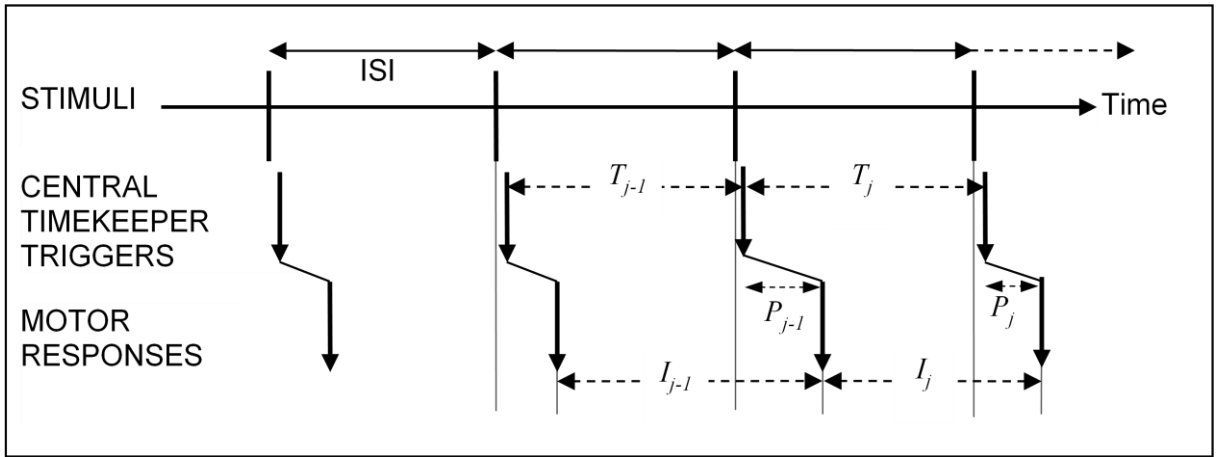 ISI
STIMULI
Time
CENTRAL
TIMEKEEPER
TRIGGERS
T_{j-1}
T_j
MOTOR
RESPONSES
P_{j-1}
P_j
I_{j-1}
I_j